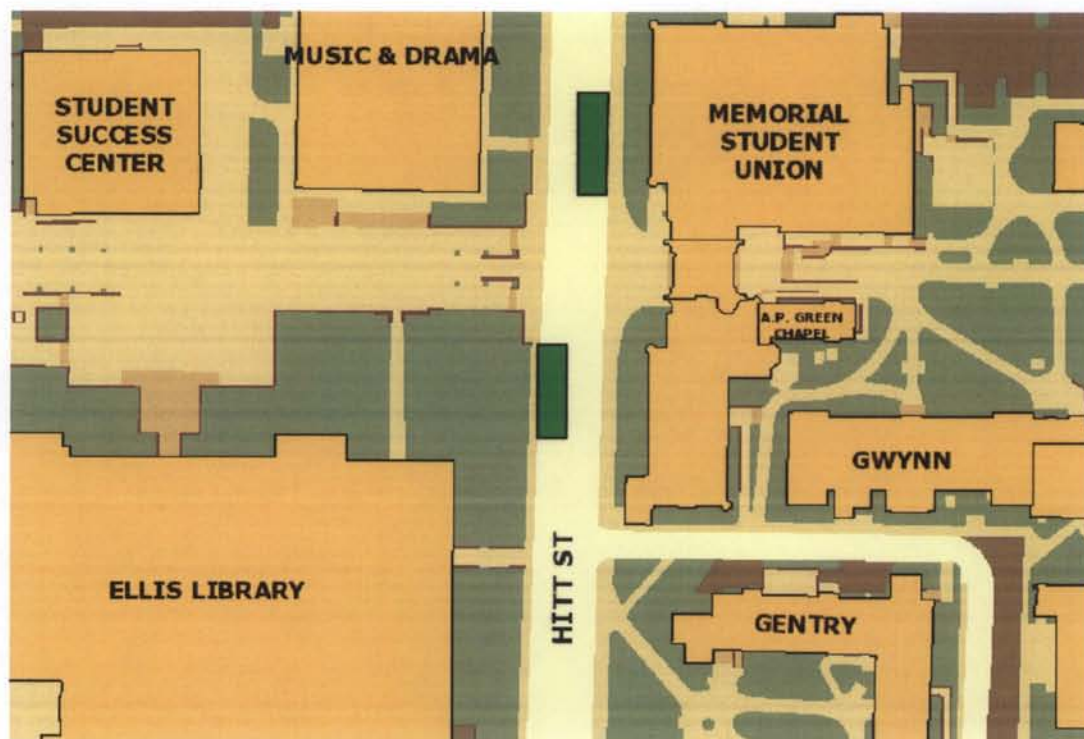 MUSIC & DRAMA
STUDENT
SUCCESS
CENTER
MEMORIAL
STUDENT
UNION
A.P. GREEN
CHAPEL
GWYNN
HITT ST
ELLIS LIBRARY
GENTRY